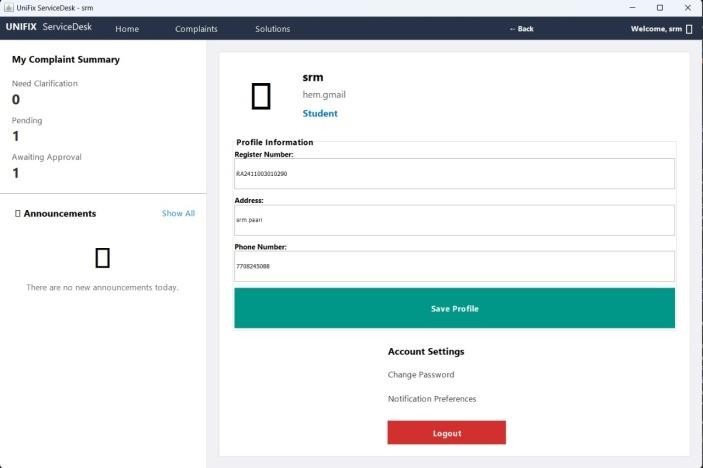 UniFix ServiceDesk - srm
UNIFIX ServiceDesk Home Complaints Solutions ← Back Welcome, srm
My Complaint Summary
Need Clarification
0
Pending
1
Awaiting Approval
1
Announcements Show All
There are no new announcements today.
srm
hem.gmail
Student
Profile Information
Register Number:
RA2411003010290
Address:
srm paari
Phone Number:
7708245088
Save Profile
Account Settings
Change Password
Notification Preferences
Logout